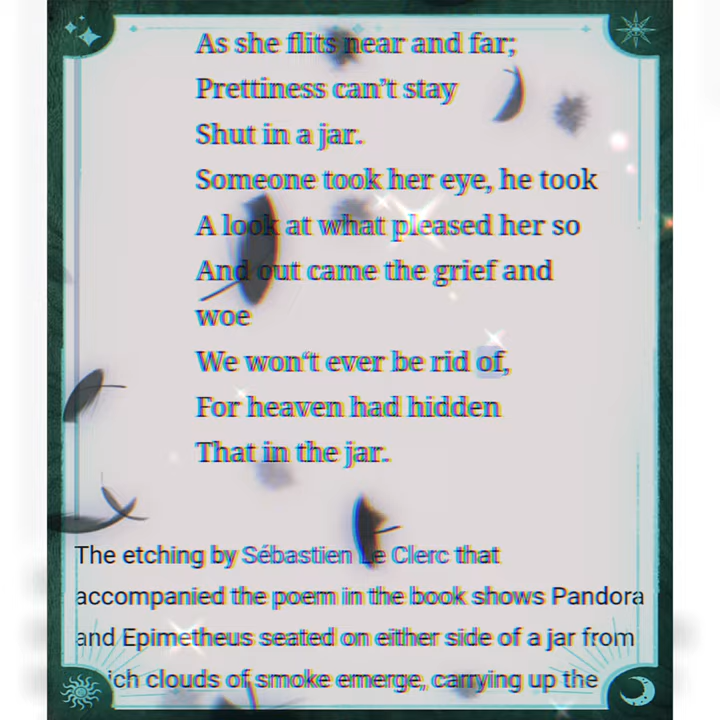 As she flits near and far;
Prettiness can't stay
Shut in a jar.
Someone took her eye, he took
A look at what pleased her so
And out came the grief and
woe
We won't ever be rid of,
For heaven had hidden
That in the jar.
The etching by Sébastien Le Clerc that
accompanied the poem in the book shows Pandora
and Epimetheus seated on either side of a jar from
clouds of smoke emerge, carrying up the